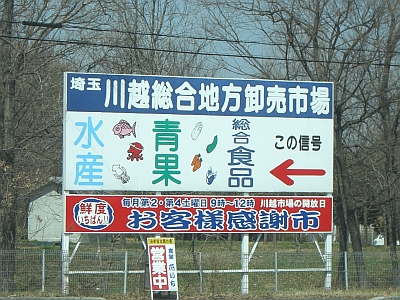 埼玉 川越総合地方卸売市場
水産
青果
総合食品
この信号
鮮度いちばん!!
毎月第2・第4土曜日 9時〜12時 川越市場の開放日
お客様感謝市
営業中